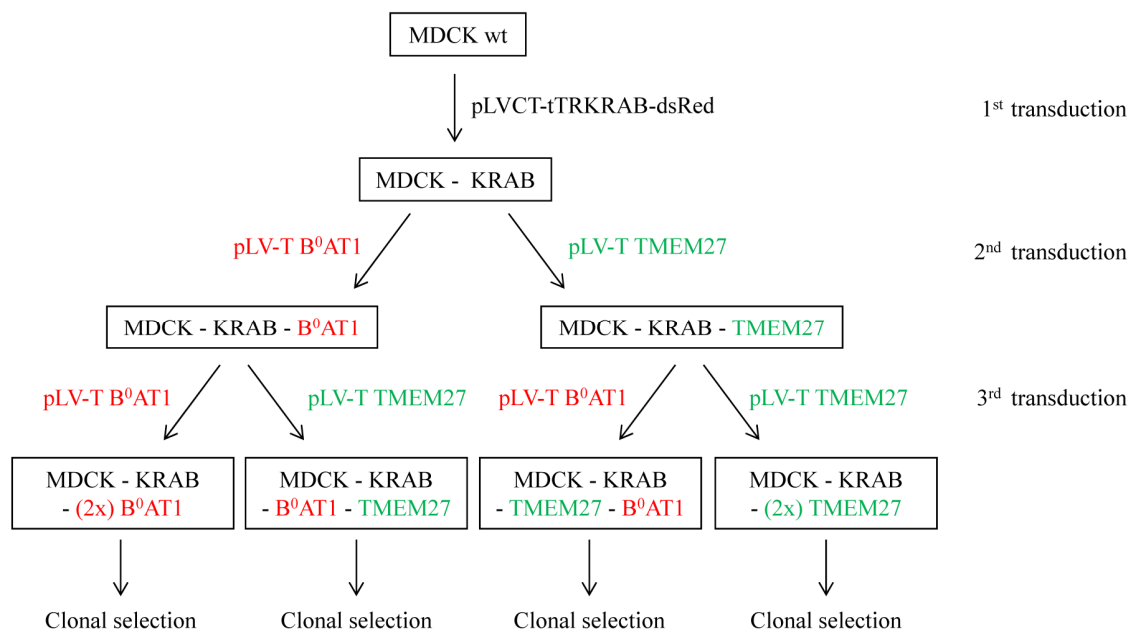 MDCK wt
pLVCT-tTRKRAB-dsRed
1st transduction
MDCK - KRAB
pLV-T B⁰AT1
pLV-T TMEM27
2nd transduction
MDCK - KRAB - B⁰AT1
MDCK - KRAB - TMEM27
pLV-T B⁰AT1
pLV-T TMEM27
pLV-T B⁰AT1
pLV-T TMEM27
3rd transduction
MDCK - KRAB
- (2x) B⁰AT1
MDCK - KRAB
- B⁰AT1 - TMEM27
MDCK - KRAB
- TMEM27 - B⁰AT1
MDCK - KRAB
- (2x) TMEM27
Clonal selection
Clonal selection
Clonal selection
Clonal selection